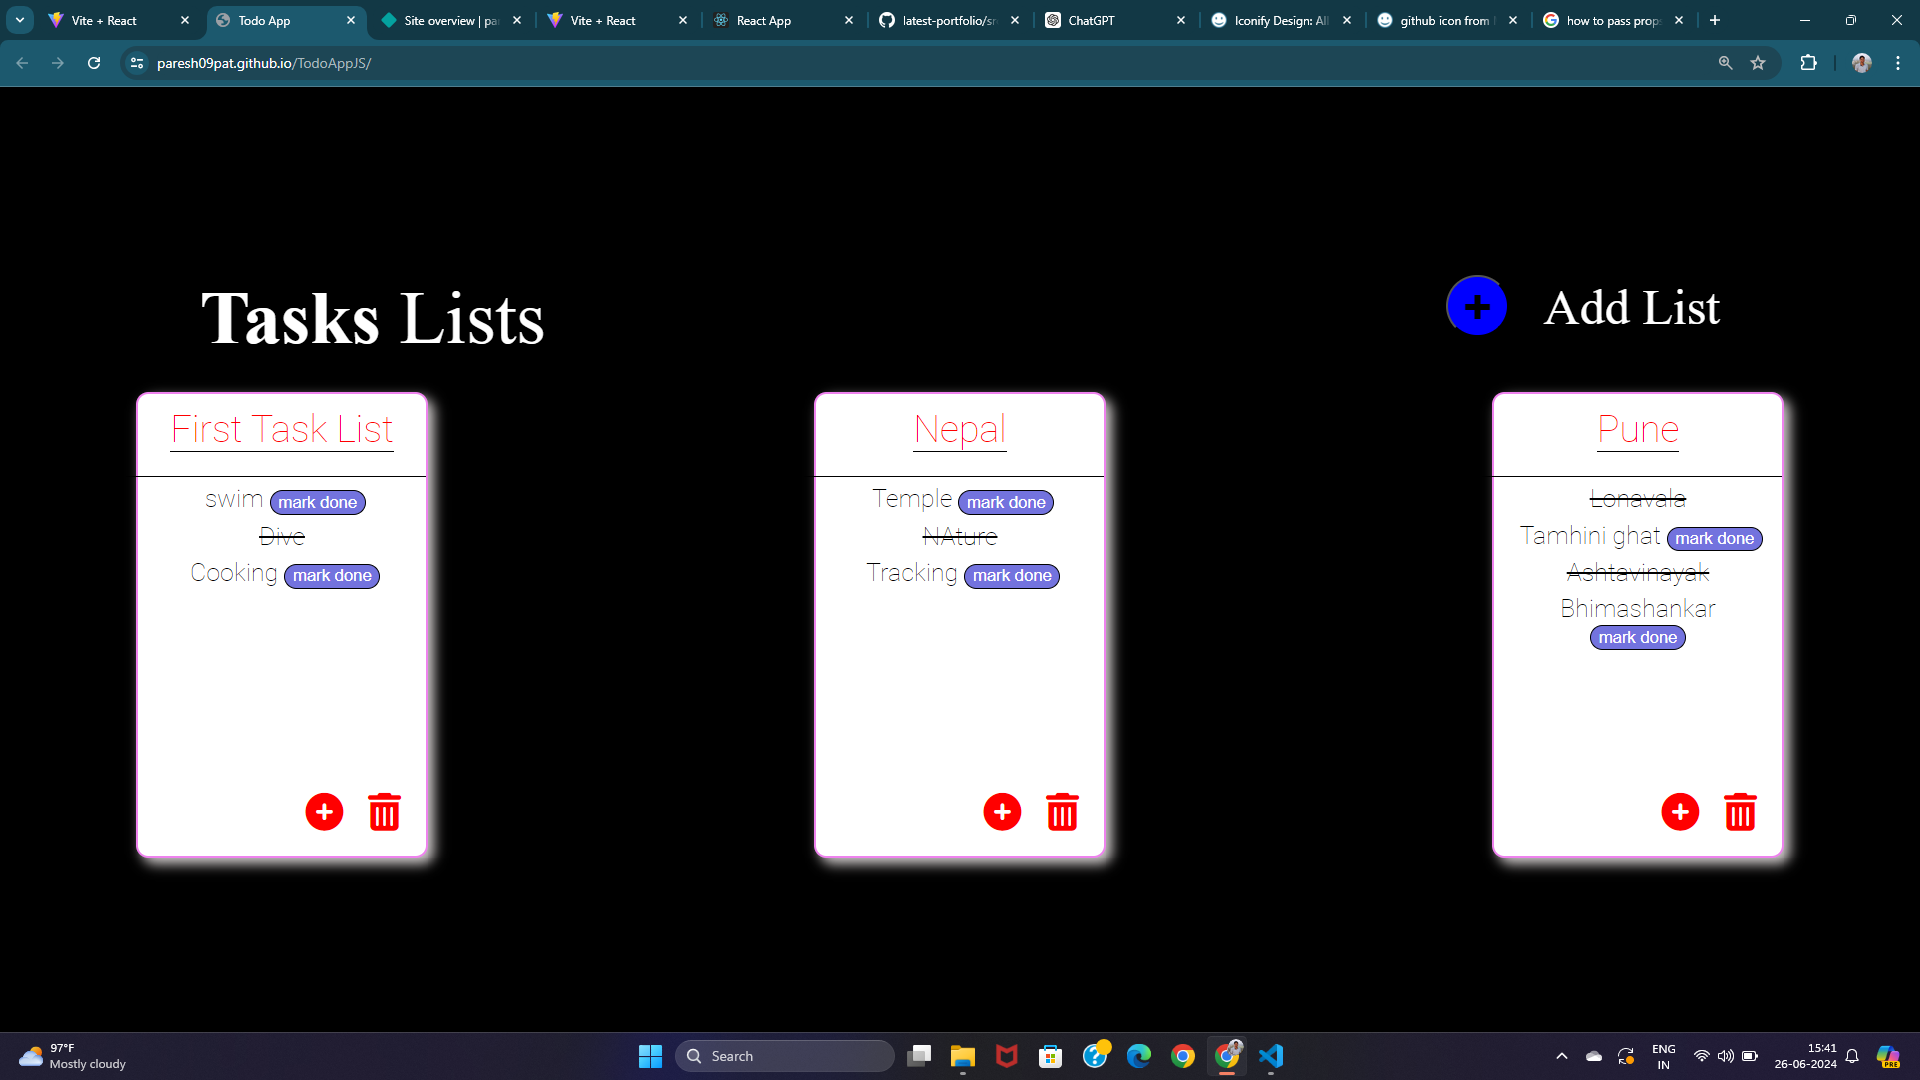 Vite + React
Todo App
Site overview | pa
Vite + React
React App
latest-portfolio/sr
ChatGPT
Iconify Design: All
github icon from
how to pass props
paresh09pat.github.io/TodoAppJS/
Tasks Lists
Add List
First Task List
swim mark done
Dive
Cooking mark done
Nepal
Temple mark done
NAture
Tracking mark done
Pune
Lonavala
Tamhini ghat mark done
Ashtavinayak
Bhimashankar
mark done
97°F
Mostly cloudy
Search
ENG
IN
15:41
26-06-2024
PRE